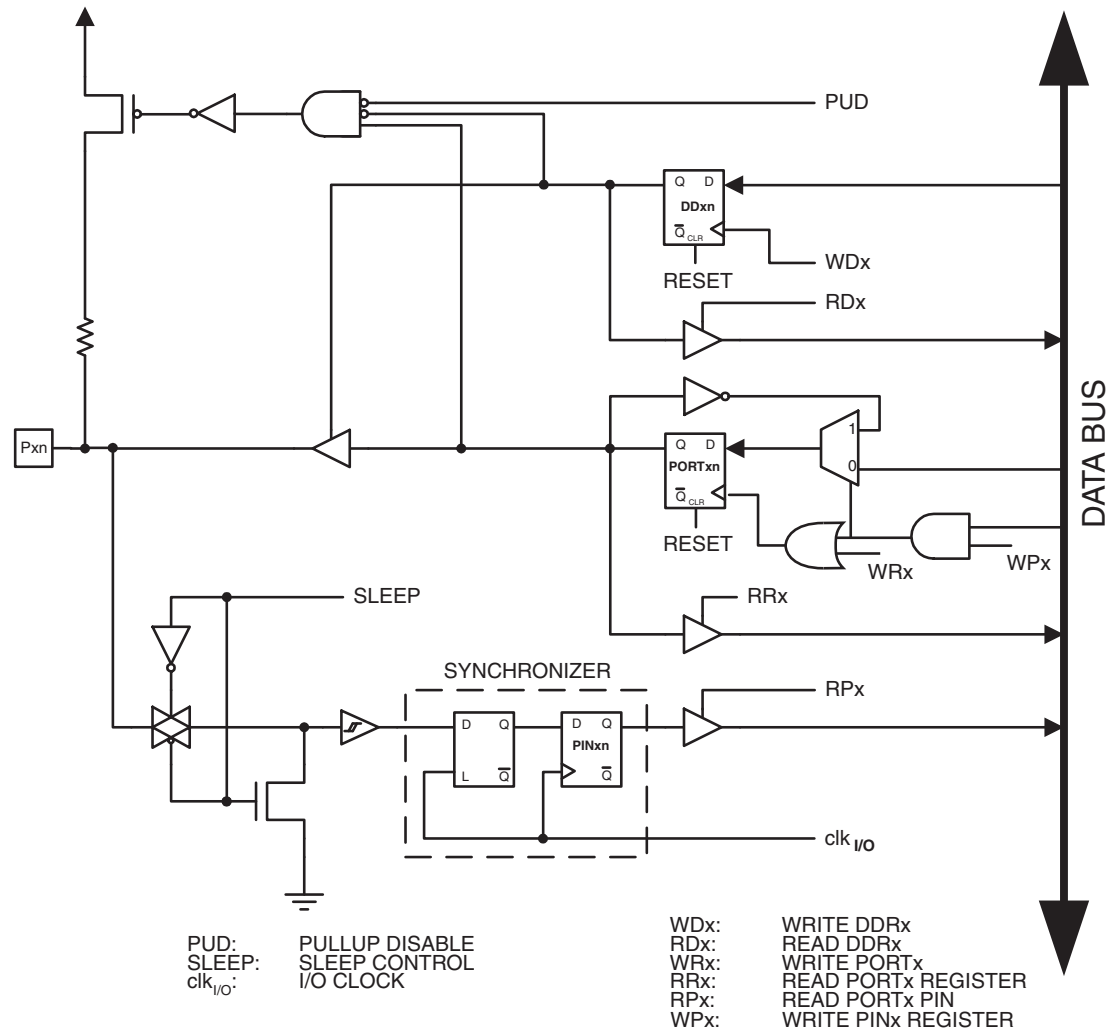 PUD
Q D
DDxn
Q CLR
WDx
RESET
RDx
Pxn
1
Q D
PORTxn
0
Q CLR
RESET
WRx
WPx
DATA BUS
RRx
SLEEP
SYNCHRONIZER
RPx
D Q
D Q
PINxn
L Q
Q
clk I/O
PUD: PULLUP DISABLE
SLEEP: SLEEP CONTROL
clkI/O: I/O CLOCK
WDx: WRITE DDRx
RDx: READ DDRx
WRx: WRITE PORTx
RRx: READ PORTx REGISTER
RPx: READ PORTx PIN
WPx: WRITE PINx REGISTER